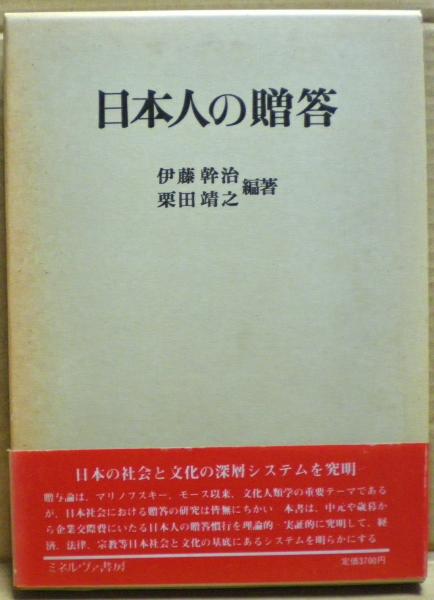 日本人の贈答
伊藤幹治
栗田靖之
編著
日本の社会と文化の深層システムを究明
贈与論は、マリノフスキー、モース以来、文化人類学の重要テーマである
が、日本社会における贈答の研究は皆無にちかい 本書は、中元や歳暮か
ら企業交際費にいたる日本人の贈答慣行を理論的・実証的に究明して、経
済、法律、宗教等日本社会と文化の基底にあるシステムを明らかにする
ミネルヴァ書房
定価3700円